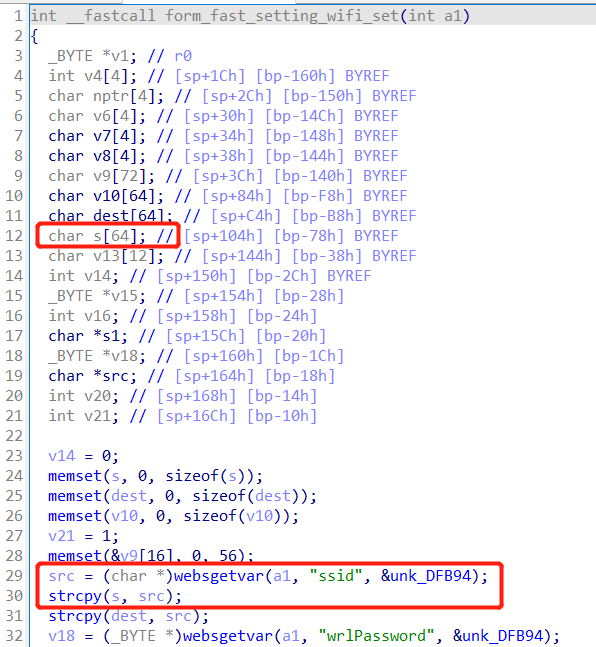 1 int __fastcall form_fast_setting_wifi_set(int a1)
2 {
3 _BYTE *v1; // r0
4 int v4[4]; // [sp+1Ch] [bp-160h] BYREF
5 char nptr[4]; // [sp+2Ch] [bp-150h] BYREF
6 char v6[4]; // [sp+30h] [bp-14Ch] BYREF
7 char v7[4]; // [sp+34h] [bp-148h] BYREF
8 char v8[4]; // [sp+38h] [bp-144h] BYREF
9 char v9[72]; // [sp+3Ch] [bp-140h] BYREF
10 char v10[64]; // [sp+84h] [bp-F8h] BYREF
11 char dest[64]; // [sp+C4h] [bp-B8h] BYREF
12 char s[64]; // [sp+104h] [bp-78h] BYREF
13 char v13[12]; // [sp+144h] [bp-38h] BYREF
14 int v14; // [sp+150h] [bp-2Ch] BYREF
15 _BYTE *v15; // [sp+154h] [bp-28h]
16 int v16; // [sp+158h] [bp-24h]
17 char *s1; // [sp+15Ch] [bp-20h]
18 _BYTE *v18; // [sp+160h] [bp-1Ch]
19 char *src; // [sp+164h] [bp-18h]
20 int v20; // [sp+168h] [bp-14h]
21 int v21; // [sp+16Ch] [bp-10h]
22
23 v14 = 0;
24 memset(s, 0, sizeof(s));
25 memset(dest, 0, sizeof(dest));
26 memset(v10, 0, sizeof(v10));
27 v21 = 1;
28 memset(&v9[16], 0, 56);
29 src = (char *)websgetvar(a1, "ssid", &unk_DFB94);
30 strcpy(s, src);
31 strcpy(dest, src);
32 v18 = (_BYTE *)websgetvar(a1, "wrlPassword", &unk_DFB94);